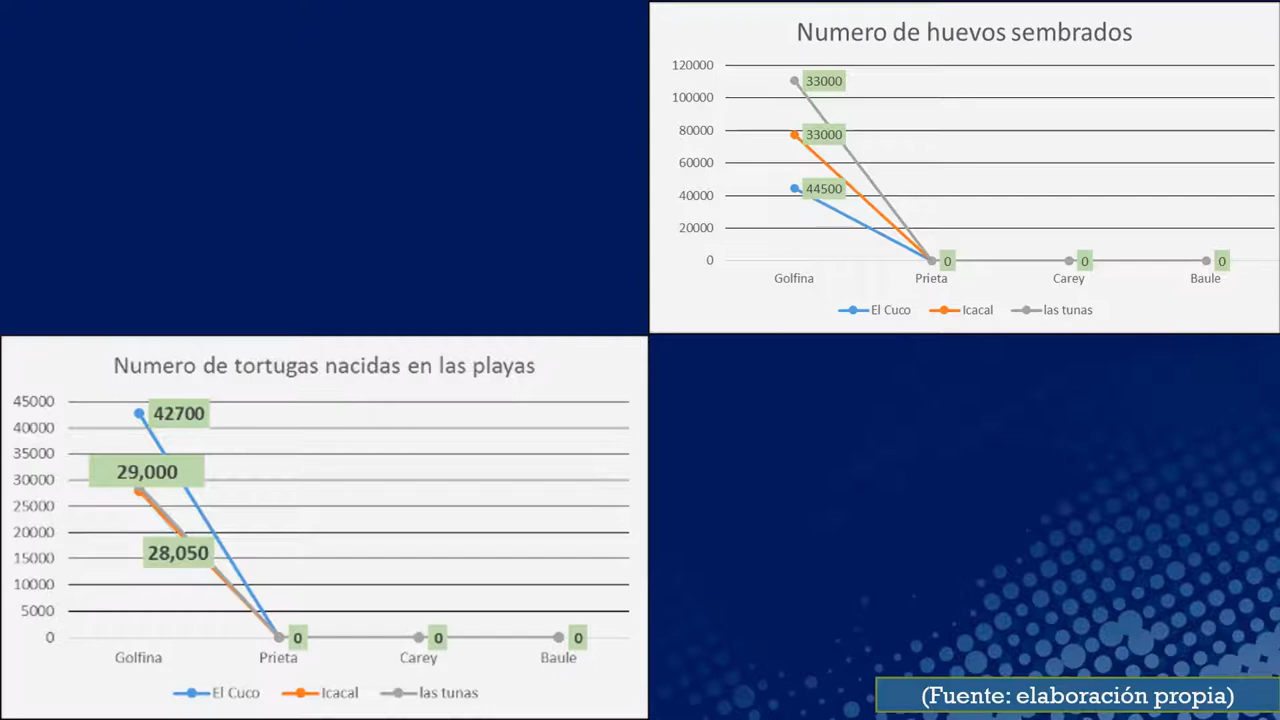 Numero de huevos sembrados
120000
100000
80000
60000
40000
20000
0
33000
33000
44500
0 0 0
Golfina Prieta Carey Baule
El Cuco Icacal las tunas
Numero de tortugas nacidas en las playas
45000
40000
35000
30000
25000
20000
15000
10000
5000
0
42700
29,000
28,050
0 0 0
Golfina Prieta Carey Baule
El Cuco Icacal las tunas
(Fuente: elaboración propia)